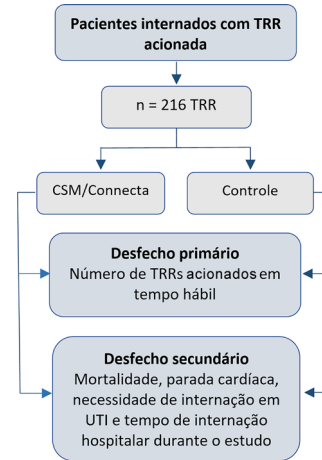 Pacientes internados com TRR
acionada
n = 216 TRR
CSM/Connecta
Controle
Desfecho primário
Número de TRRs acionados em
tempo hábil
Desfecho secundário
Mortalidade, parada cardíaca,
necessidade de internação em
UTI e tempo de internação
hospitalar durante o estudo